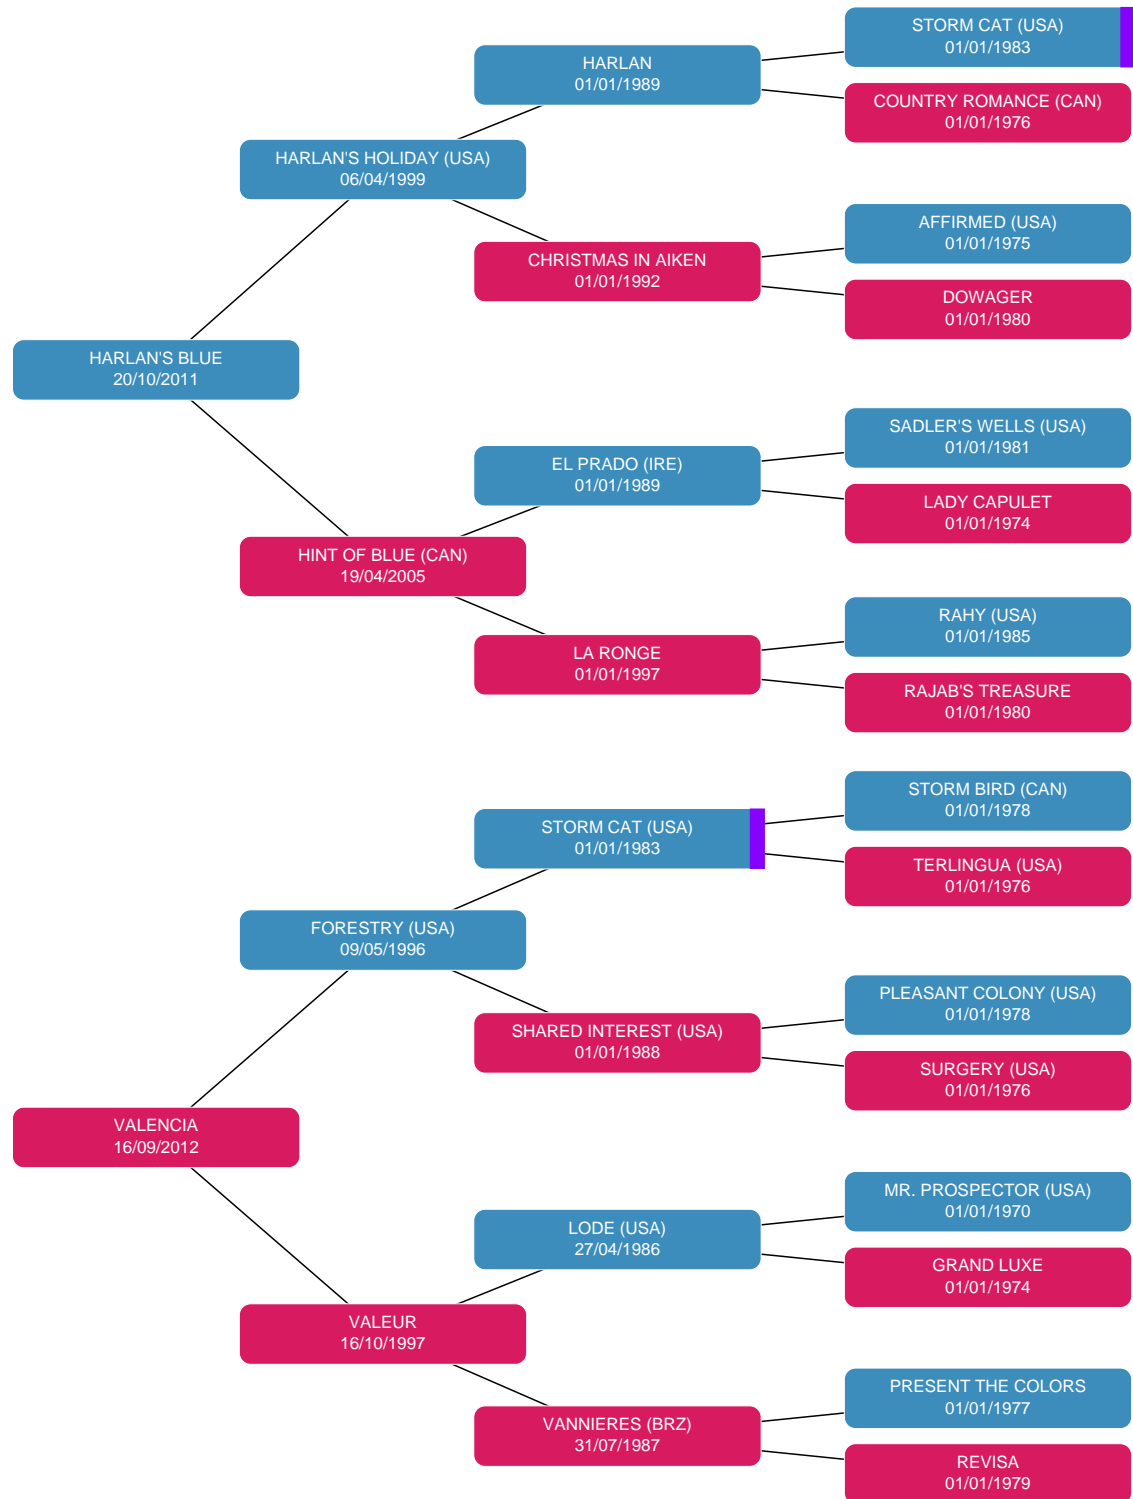 STORM CAT (USA)
01/01/1983
HARLAN
01/01/1989
COUNTRY ROMANCE (CAN)
01/01/1976
HARLAN'S HOLIDAY (USA)
06/04/1999
AFFIRMED (USA)
01/01/1975
CHRISTMAS IN AIKEN
01/01/1992
DOWAGER
01/01/1980
HARLAN'S BLUE
20/10/2011
SADLER'S WELLS (USA)
01/01/1981
EL PRADO (IRE)
01/01/1989
LADY CAPULET
01/01/1974
HINT OF BLUE (CAN)
19/04/2005
RAHY (USA)
01/01/1985
LA RONGE
01/01/1997
RAJAB'S TREASURE
01/01/1980
STORM BIRD (CAN)
01/01/1978
STORM CAT (USA)
01/01/1983
TERLINGUA (USA)
01/01/1976
FORESTRY (USA)
09/05/1996
PLEASANT COLONY (USA)
01/01/1978
SHARED INTEREST (USA)
01/01/1988
SURGERY (USA)
01/01/1976
VALENCIA
16/09/2012
MR. PROSPECTOR (USA)
01/01/1970
LODE (USA)
27/04/1986
GRAND LUXE
01/01/1974
VALEUR
16/10/1997
PRESENT THE COLORS
01/01/1977
VANNIERES (BRZ)
31/07/1987
REVISA
01/01/1979